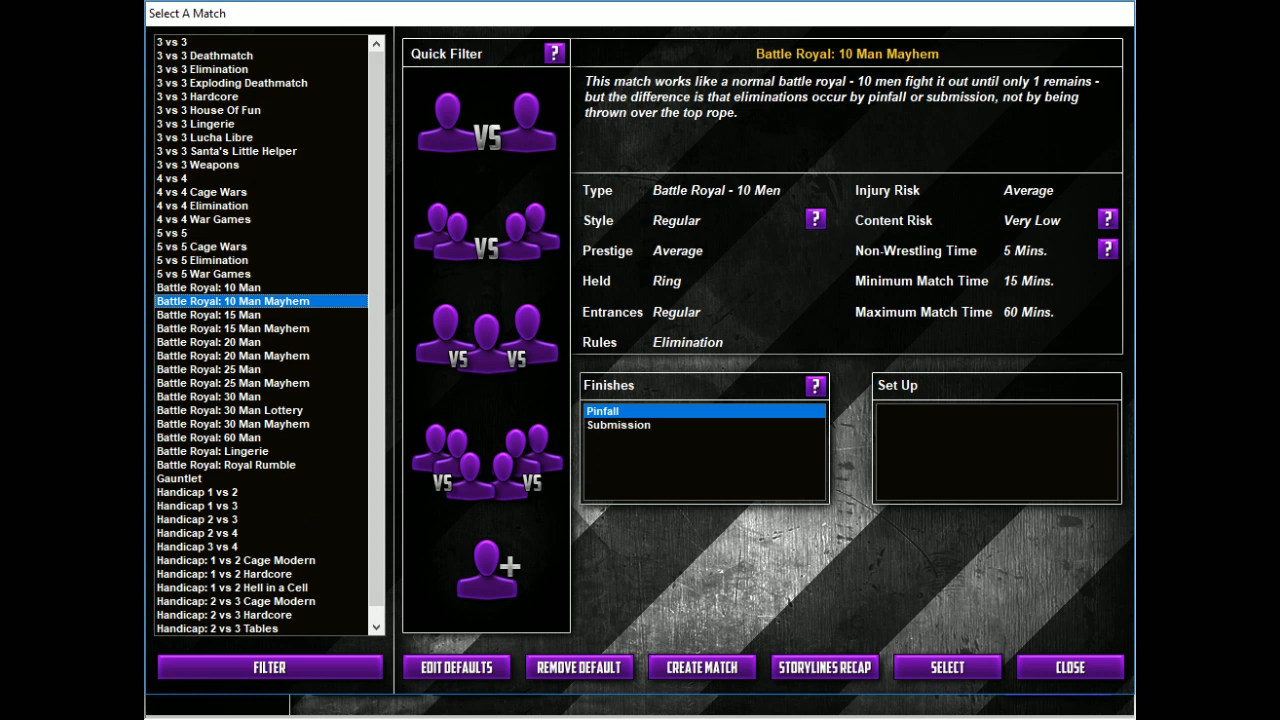 Select A Match
3 vs 3
3 vs 3 Deathmatch
3 vs 3 Elimination
3 vs 3 Exploding Deathmatch
3 vs 3 Hardcore
3 vs 3 House Of Fun
3 vs 3 Lingerie
3 vs 3 Lucha Libre
3 vs 3 Santa's Little Helper
3 vs 3 Weapons
4 vs 4
4 vs 4 Cage Wars
4 vs 4 Elimination
4 vs 4 War Games
5 vs 5
5 vs 5 Cage Wars
5 vs 5 Elimination
5 vs 5 War Games
Battle Royal: 10 Man
Battle Royal: 10 Man Mayhem
Battle Royal: 15 Man
Battle Royal: 15 Man Mayhem
Battle Royal: 20 Man
Battle Royal: 20 Man Mayhem
Battle Royal: 25 Man
Battle Royal: 25 Man Mayhem
Battle Royal: 30 Man
Battle Royal: 30 Man Lottery
Battle Royal: 30 Man Mayhem
Battle Royal: 60 Man
Battle Royal: Lingerie
Battle Royal: Royal Rumble
Gauntlet
Handicap 1 vs 2
Handicap 1 vs 3
Handicap 2 vs 3
Handicap 2 vs 4
Handicap 3 vs 4
Handicap: 1 vs 2 Cage Modern
Handicap: 1 vs 2 Hardcore
Handicap: 1 vs 2 Hell in a Cell
Handicap: 2 vs 3 Cage Modern
Handicap: 2 vs 3 Hardcore
Handicap: 2 vs 3 Tables
FILTER
Quick Filter ?
VS
VS
VS VS
VS VS
+
Battle Royal: 10 Man Mayhem
This match works like a normal battle royal - 10 men fight it out until only 1 remains -
but the difference is that eliminations occur by pinfall or submission, not by being
thrown over the top rope.
Type Battle Royal - 10 Men Injury Risk Average
Style Regular ? Content Risk Very Low ?
Prestige Average Non-Wrestling Time 5 Mins. ?
Held Ring Minimum Match Time 15 Mins.
Entrances Regular Maximum Match Time 60 Mins.
Rules Elimination
Finishes ?
Pinfall
Submission
Set Up
EDIT DEFAULTS REMOVE DEFAULT CREATE MATCH STORYLINES RECAP SELECT CLOSE